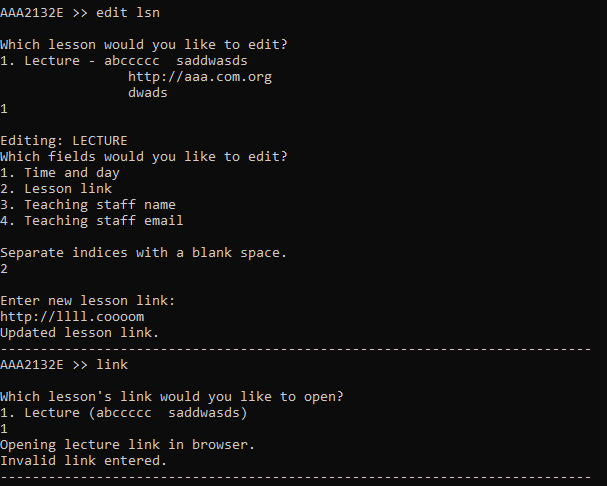 AAA2132E >> edit lsn
Which lesson would you like to edit?
1. Lecture - abccccc  saddwasds
http://aaa.com.org
dwads
1
Editing: LECTURE
Which fields would you like to edit?
1. Time and day
2. Lesson link
3. Teaching staff name
4. Teaching staff email
Separate indices with a blank space.
2
Enter new lesson link:
http://llll.coooom
Updated lesson link.
--------------------------------------------------------------------------
AAA2132E >> link
Which lesson's link would you like to open?
1. Lecture (abccccc  saddwasds)
1
Opening lecture link in browser.
Invalid link entered.
--------------------------------------------------------------------------